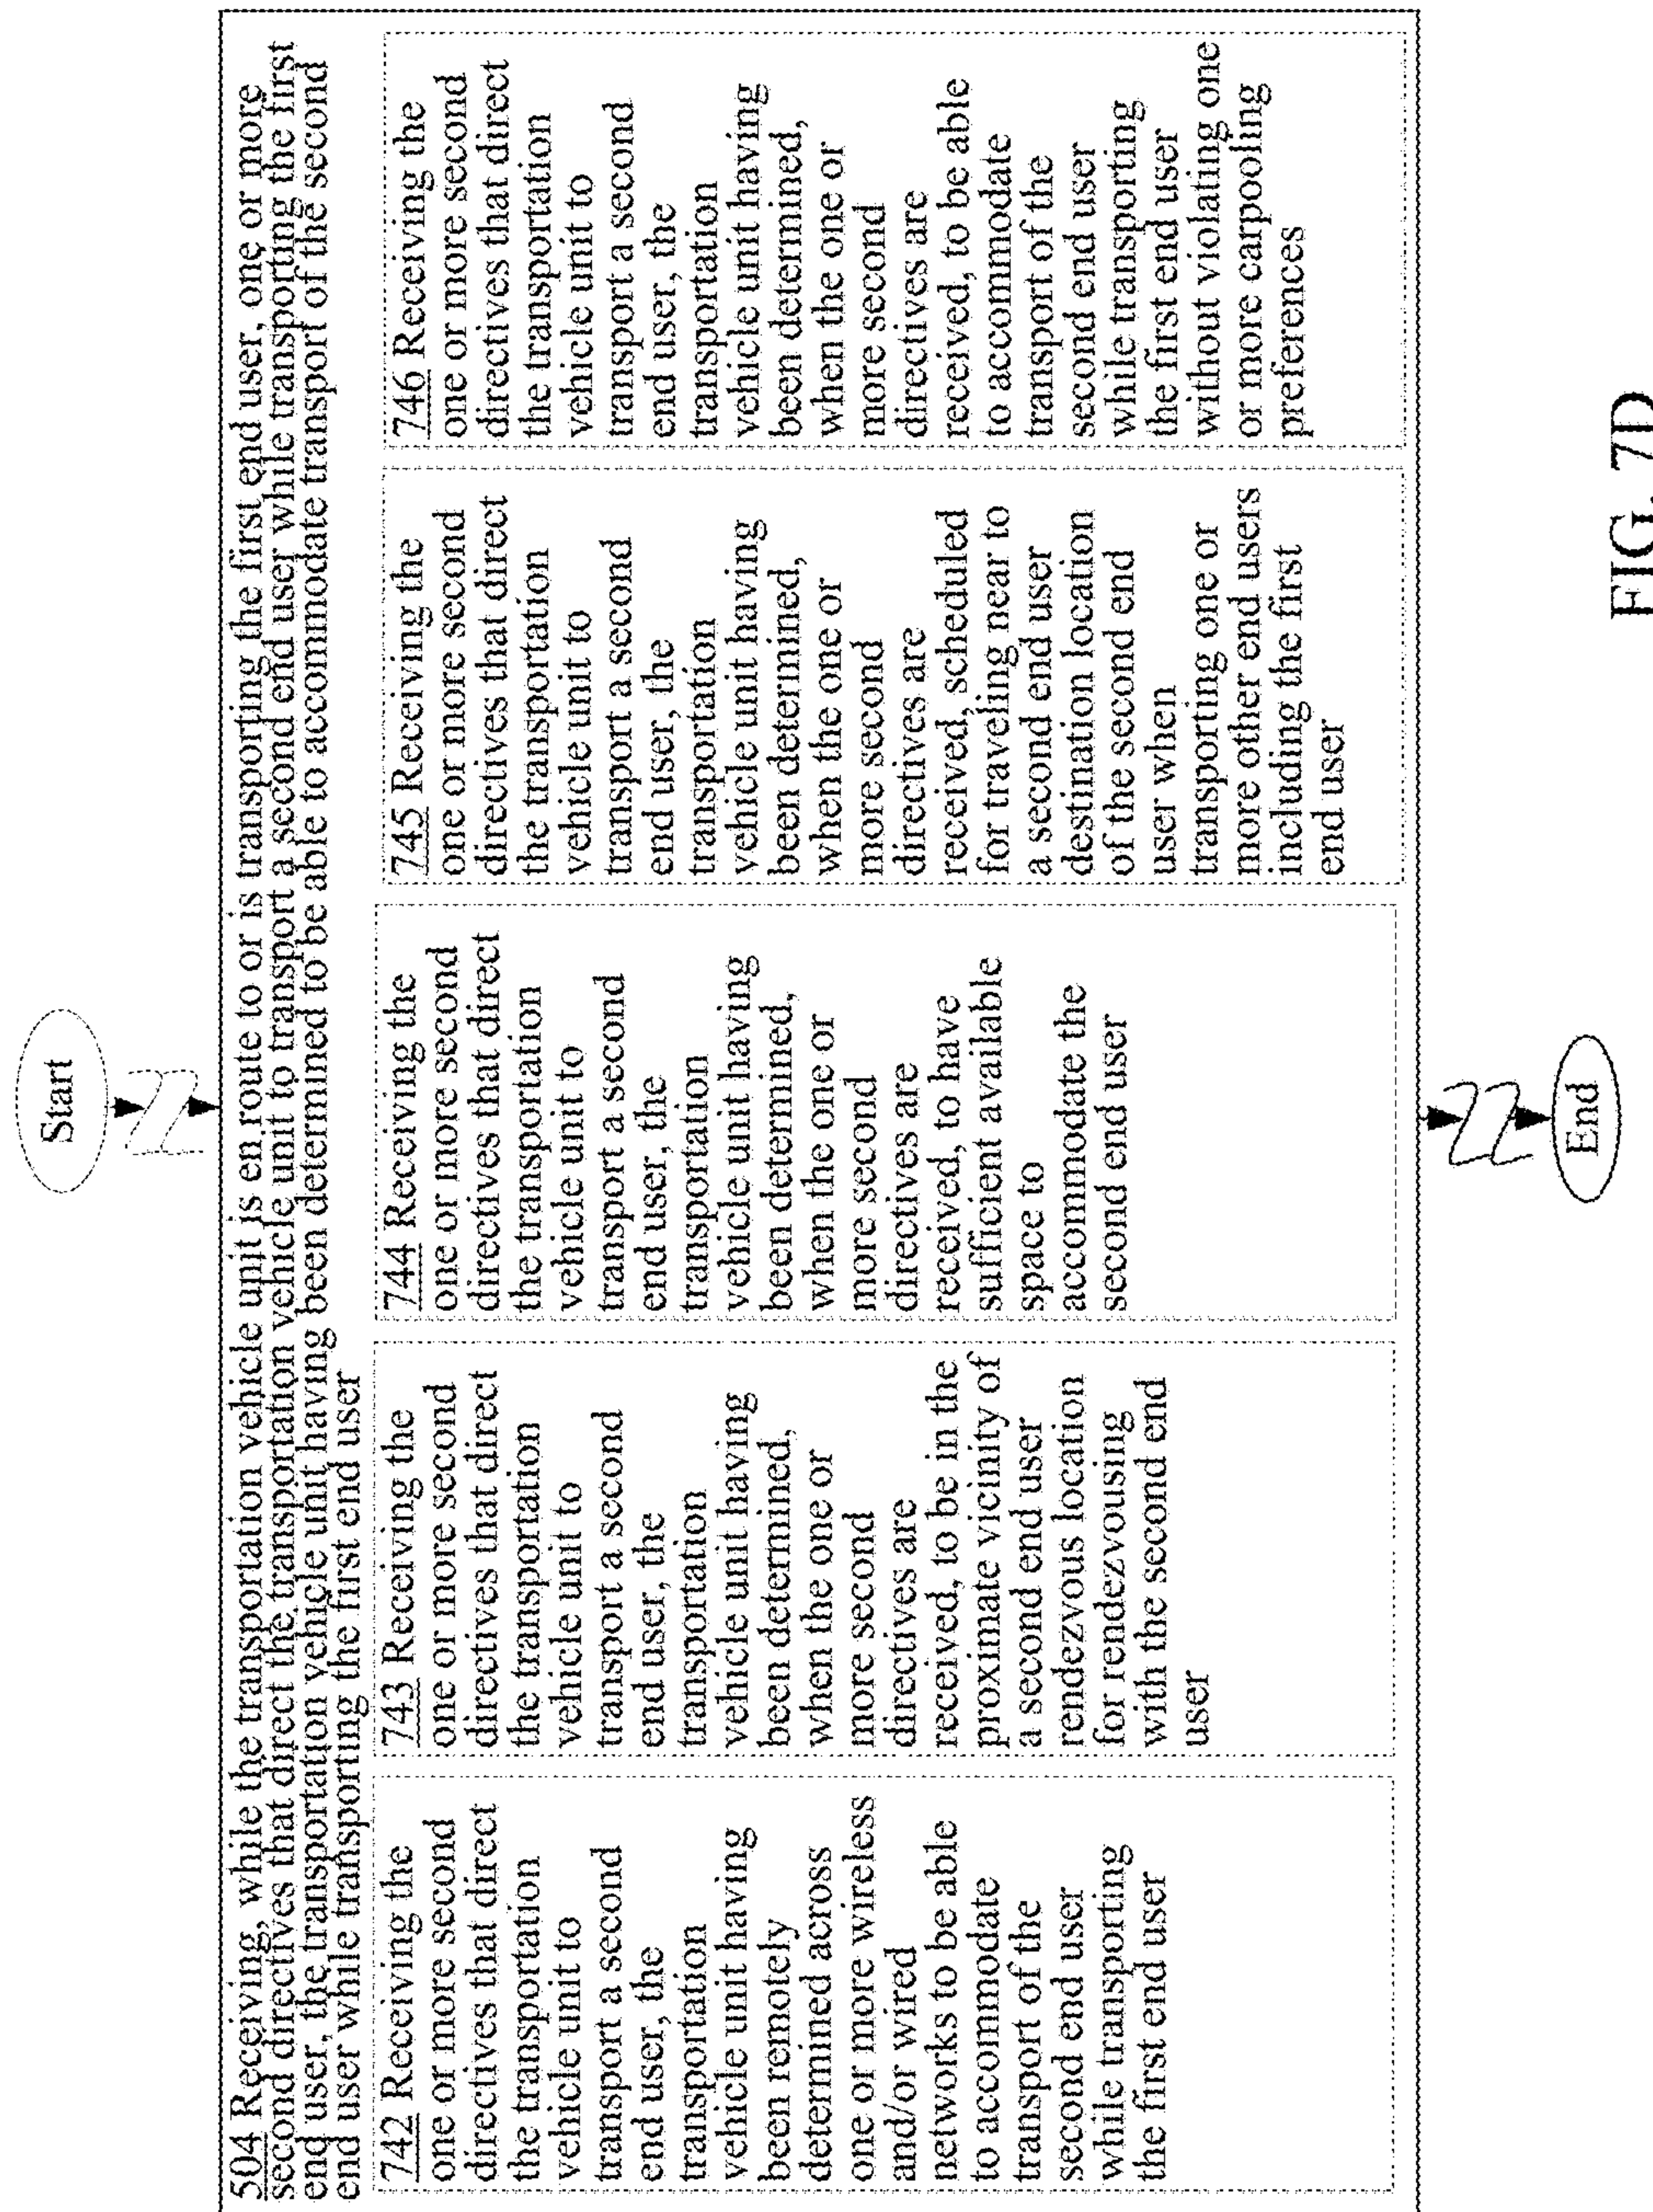 Start
504 Receiving, while the transportation vehicle unit is en route to or is transporting the first end user, one or more
second directives that direct the transportation vehicle unit to transport a second end user while transporting the first
end user, the transportation vehicle unit having been determined to be able to accommodate transport of the second
end user while transporting the first end user
742 Receiving the
one or more second
directives that direct
the transportation
vehicle unit to
transport a second
end user, the
transportation
vehicle unit having
been remotely
determined across
one or more wireless
and/or wired
networks to be able
to accommodate
transport of the
second end user
while transporting
the first end user
743 Receiving the
one or more second
directives that direct
the transportation
vehicle unit to
transport a second
end user, the
transportation
vehicle unit having
been determined,
when the one or
more second
directives are
received, to be in the
proximate vicinity of
a second end user
rendezvous location
for rendezvousing
with the second end
user
744 Receiving the
one or more second
directives that direct
the transportation
vehicle unit to
transport a second
end user, the
transportation
vehicle unit having
been determined,
when the one or
more second
directives are
received, to have
sufficient available
space to
accommodate the
second end user
745 Receiving the
one or more second
directives that direct
the transportation
vehicle unit to
transport a second
end user, the
transportation
vehicle unit having
been determined,
when the one or
more second
directives are
received, scheduled
for traveling near to
a second end user
destination location
of the second end
user when
transporting one or
more other end users
including the first
end user
746 Receiving the
one or more second
directives that direct
the transportation
vehicle unit to
transport a second
end user, the
transportation
vehicle unit having
been determined,
when the one or
more second
directives are
received, to be able
to accommodate
transport of the
second end user
while transporting
the first end user
without violating one
or more carpooling
preferences
End
FIG. 7D